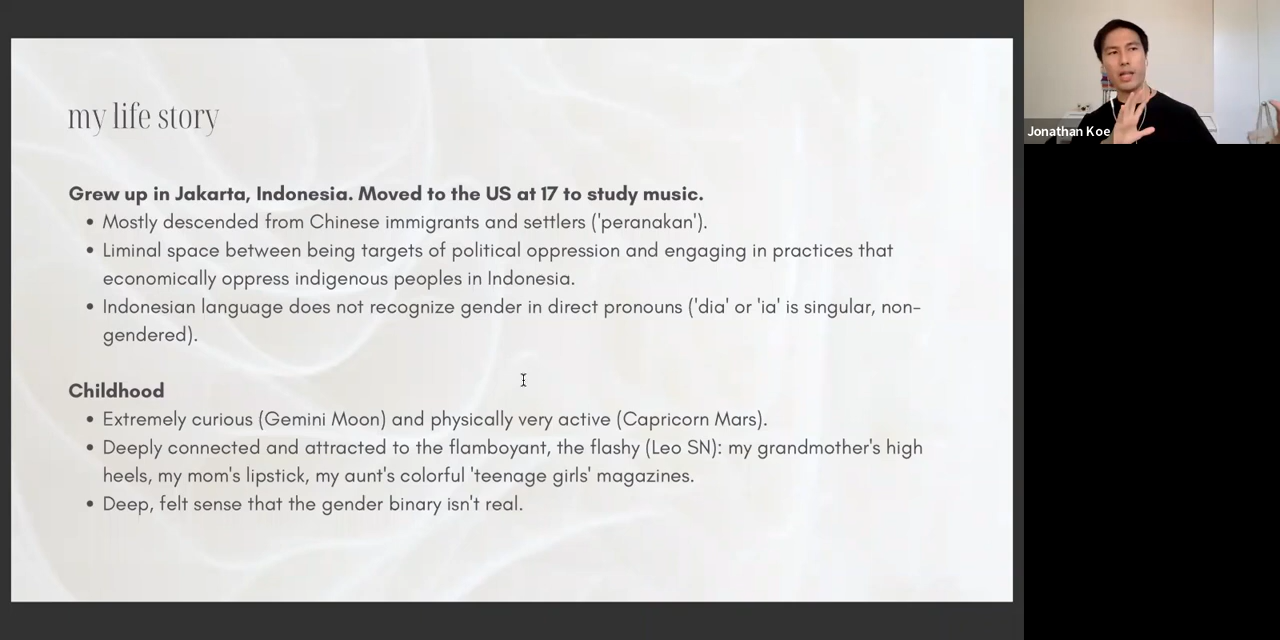 my life story
Grew up in Jakarta, Indonesia. Moved to the US at 17 to study music.
• Mostly descended from Chinese immigrants and settlers ('peranakan').
• Liminal space between being targets of political oppression and engaging in practices that
economically oppress indigenous peoples in Indonesia.
• Indonesian language does not recognize gender in direct pronouns ('dia' or 'ia' is singular, non-
gendered).
Childhood
• Extremely curious (Gemini Moon) and physically very active (Capricorn Mars).
• Deeply connected and attracted to the flamboyant, the flashy (Leo SN): my grandmother's high
heels, my mom's lipstick, my aunt's colorful 'teenage girls' magazines.
• Deep, felt sense that the gender binary isn't real.
Jonathan Koe